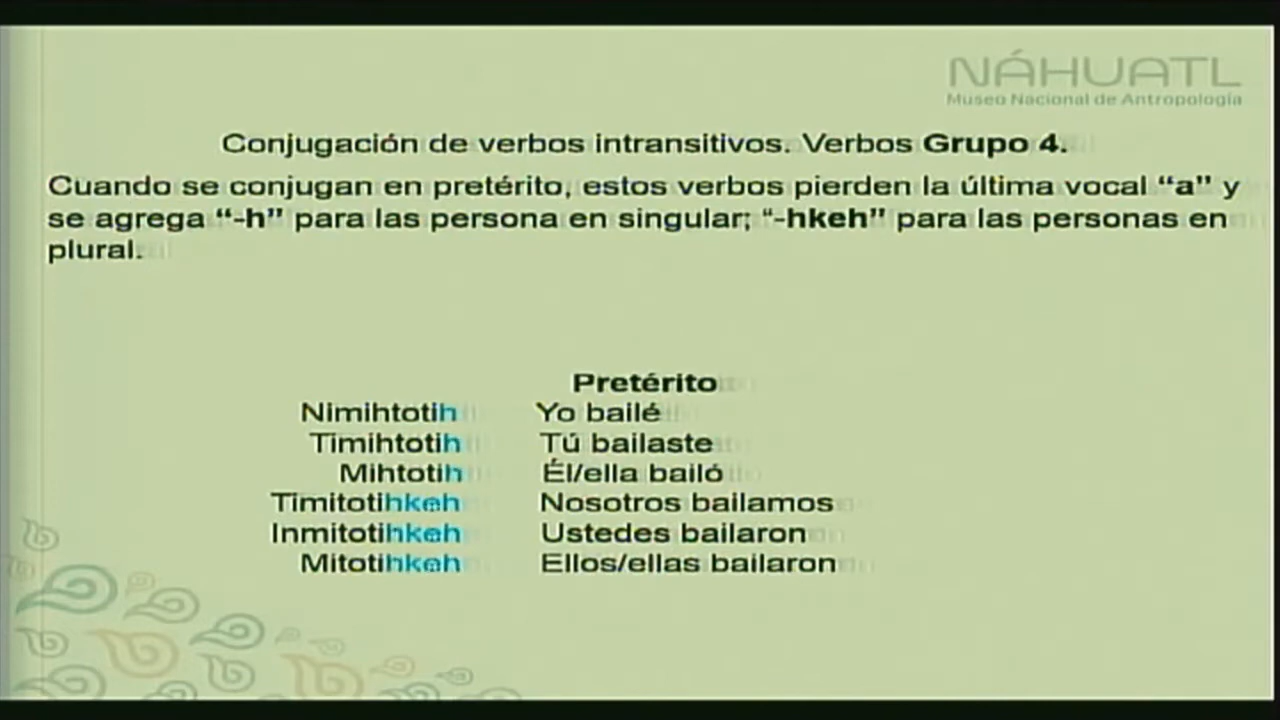 NÁHUATL
Museo Nacional de Antropología
Conjugación de verbos intransitivos. Verbos Grupo 4.
Cuando se conjugan en pretérito, estos verbos pierden la última vocal “a” y
se agrega “-h” para las persona en singular; “-hkeh” para las personas en
plural.
Pretérito
Nimihtotih Yo bailé
Timihtotih Tú bailaste
Mihtotih Él/ella bailó
Timitotihkeh Nosotros bailamos
Inmitotihkeh Ustedes bailaron
Mitotihkeh Ellos/ellas bailaron